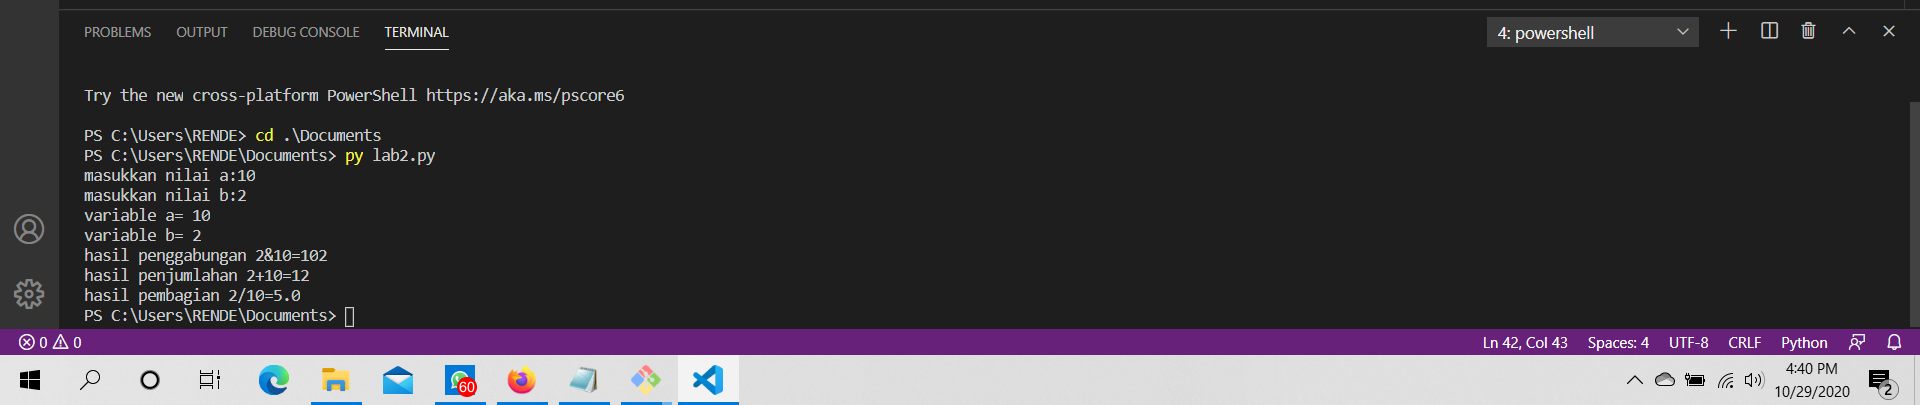 PROBLEMS OUTPUT DEBUG CONSOLE TERMINAL 4: powershell
Try the new cross-platform PowerShell https://aka.ms/pscore6
PS C:\Users\RENDE> cd .\Documents
PS C:\Users\RENDE\Documents> py lab2.py
masukkan nilai a:10
masukkan nilai b:2
variable a= 10
variable b= 2
hasil penggabungan 2&10=102
hasil penjumlahan 2+10=12
hasil pembagian 2/10=5.0
PS C:\Users\RENDE\Documents>
0 0 Ln 42, Col 43 Spaces: 4 UTF-8 CRLF Python
60
4:40 PM
10/29/2020
2